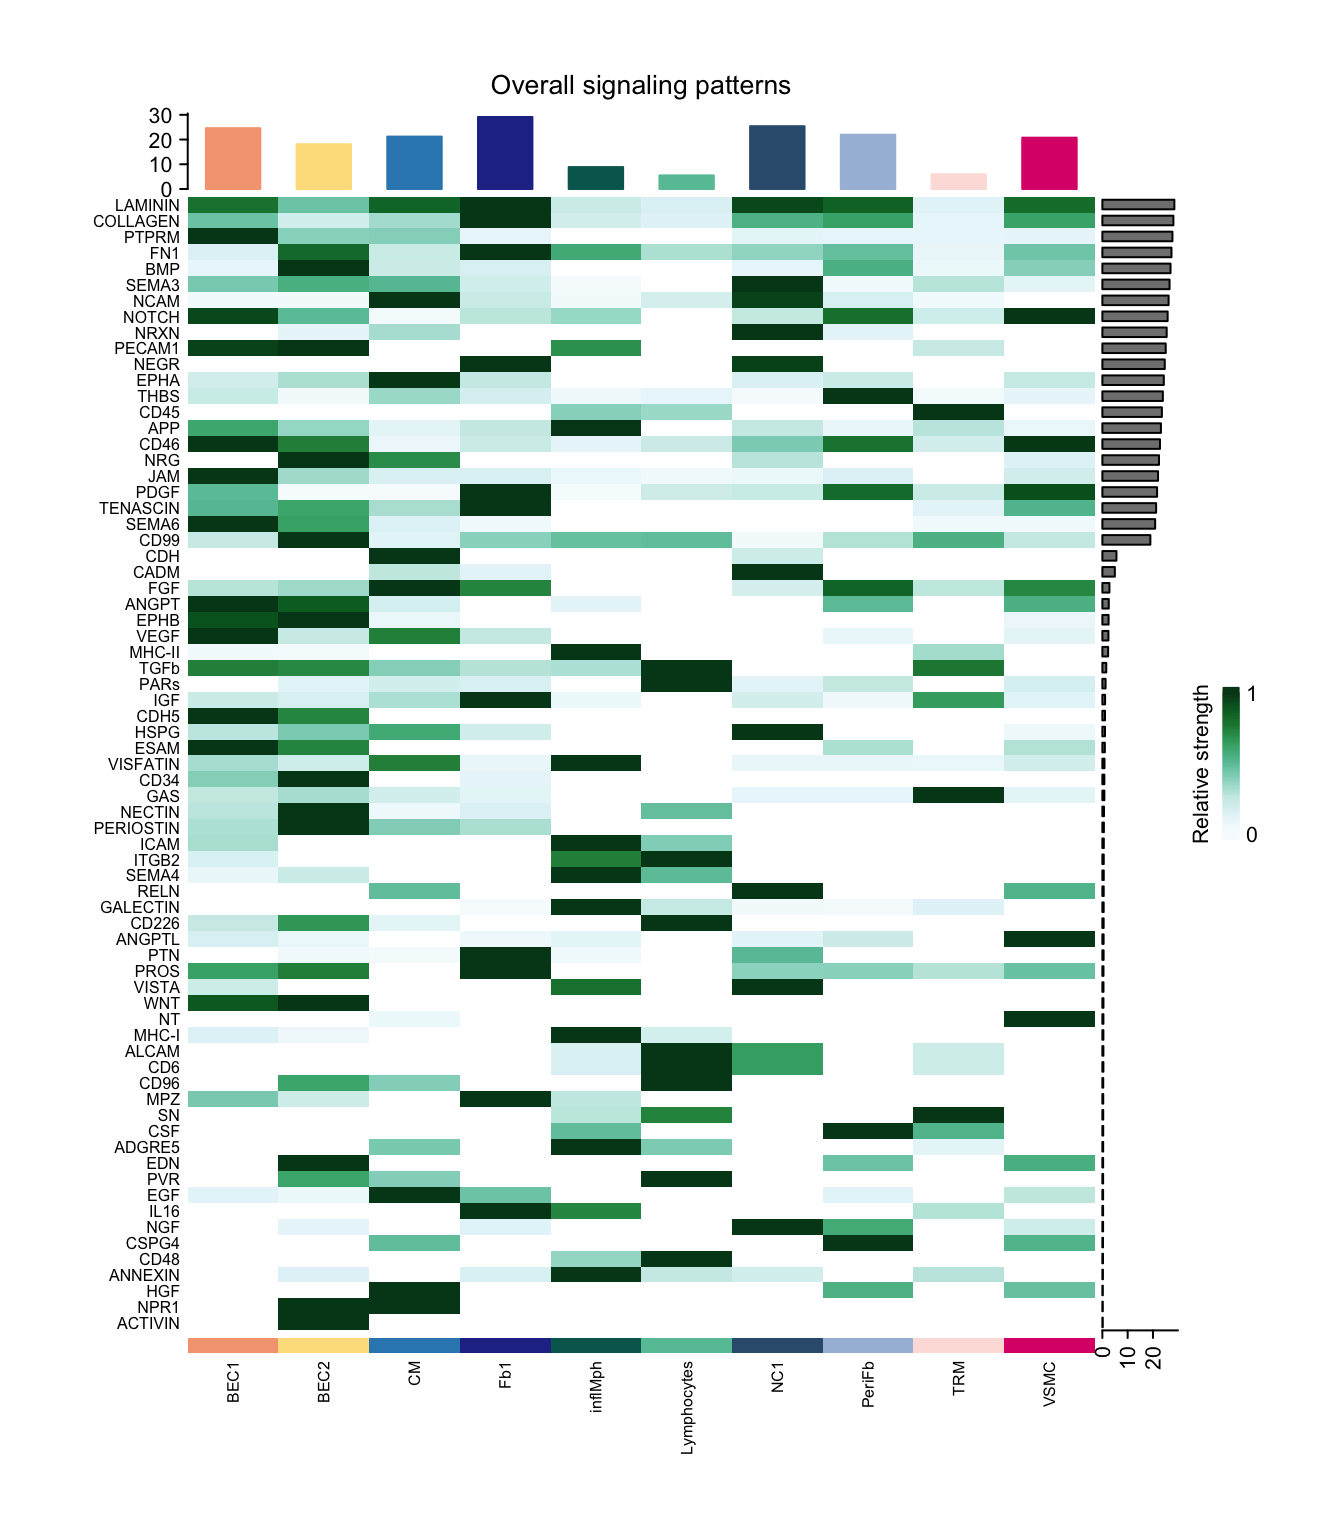 Overall signaling patterns
30
20
10
0
LAMININ
COLLAGEN
PTPRM
FN1
BMP
SEMA3
NCAM
NOTCH
NRXN
PECAM1
NEGR
EPHA
THBS
CD45
APP
CD46
NRG
JAM
PDGF
TENASCIN
SEMA6
CD99
CDH
CADM
FGF
ANGPT
EPHB
VEGF
MHC-II
TGFb
PARs
IGF
CDH5
HSPG
ESAM
VISFATIN
CD34
GAS
NECTIN
PERIOSTIN
ICAM
ITGB2
SEMA4
RELN
GALECTIN
CD226
ANGPTL
PTN
PROS
VISTA
WNT
NT
MHC-I
ALCAM
CD6
CD96
MPZ
SN
CSF
ADGRE5
EDN
PVR
EGF
IL16
NGF
CSPG4
CD48
ANNEXIN
HGF
NPR1
ACTIVIN
BEC1
BEC2
CM
Fb1
inflMph
Lymphocytes
NC1
PeriFb
TRM
VSMC
0
10
20
Relative strength
1
0